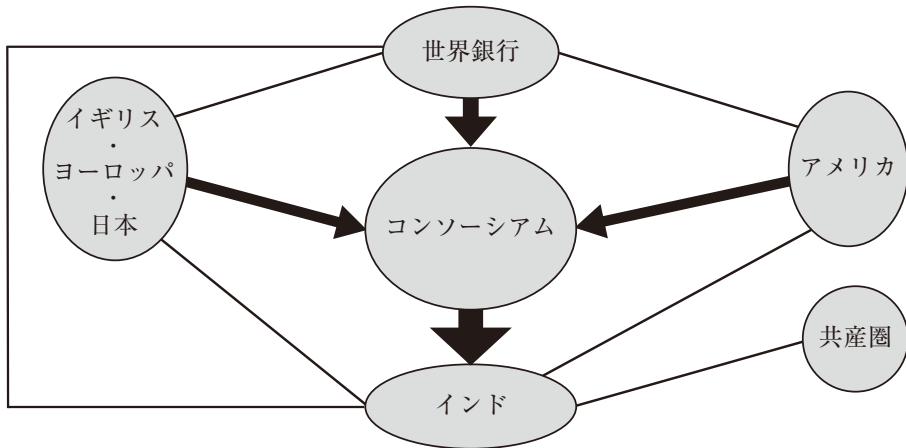 世界銀行
イギリス
・
ヨーロッパ
・
日本
アメリカ
コンソーシアム
共産圏
インド